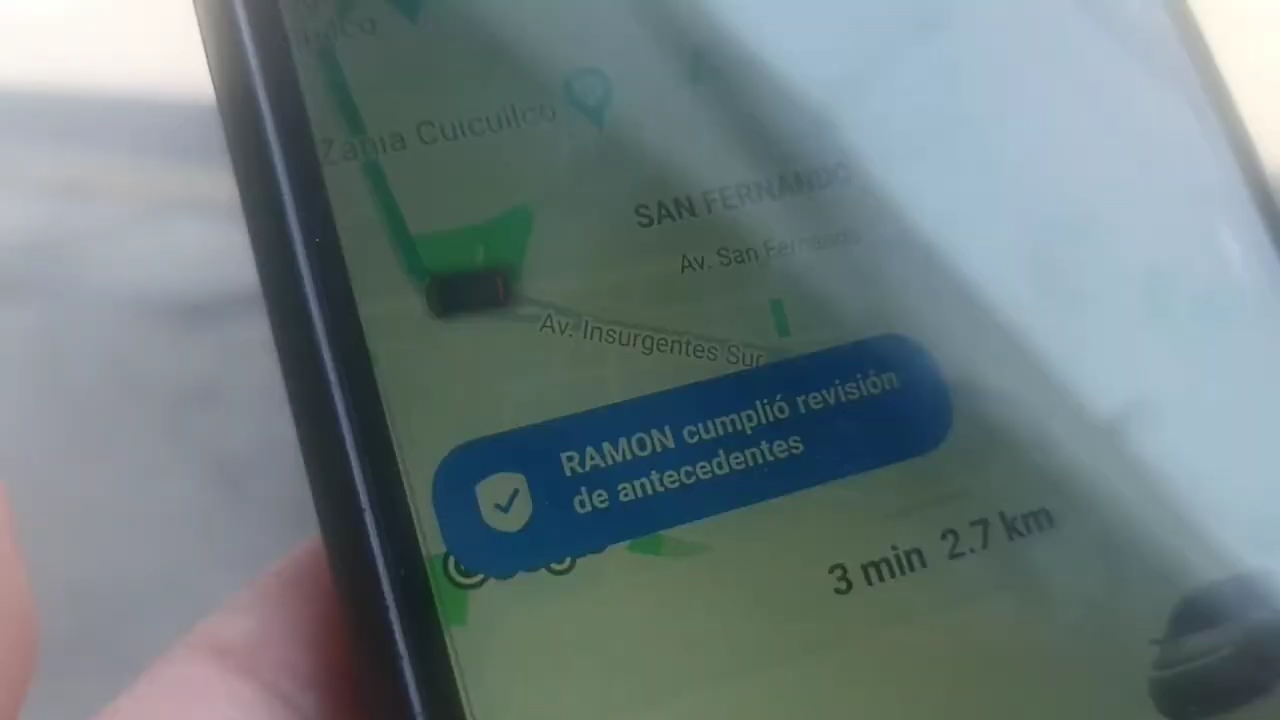 Zania Cuicuilco
SAN FERNANDO
Av. San Fernando
Av. Insurgentes Sur
RAMON cumplió revisión
de antecedentes
3 min 2.7 km